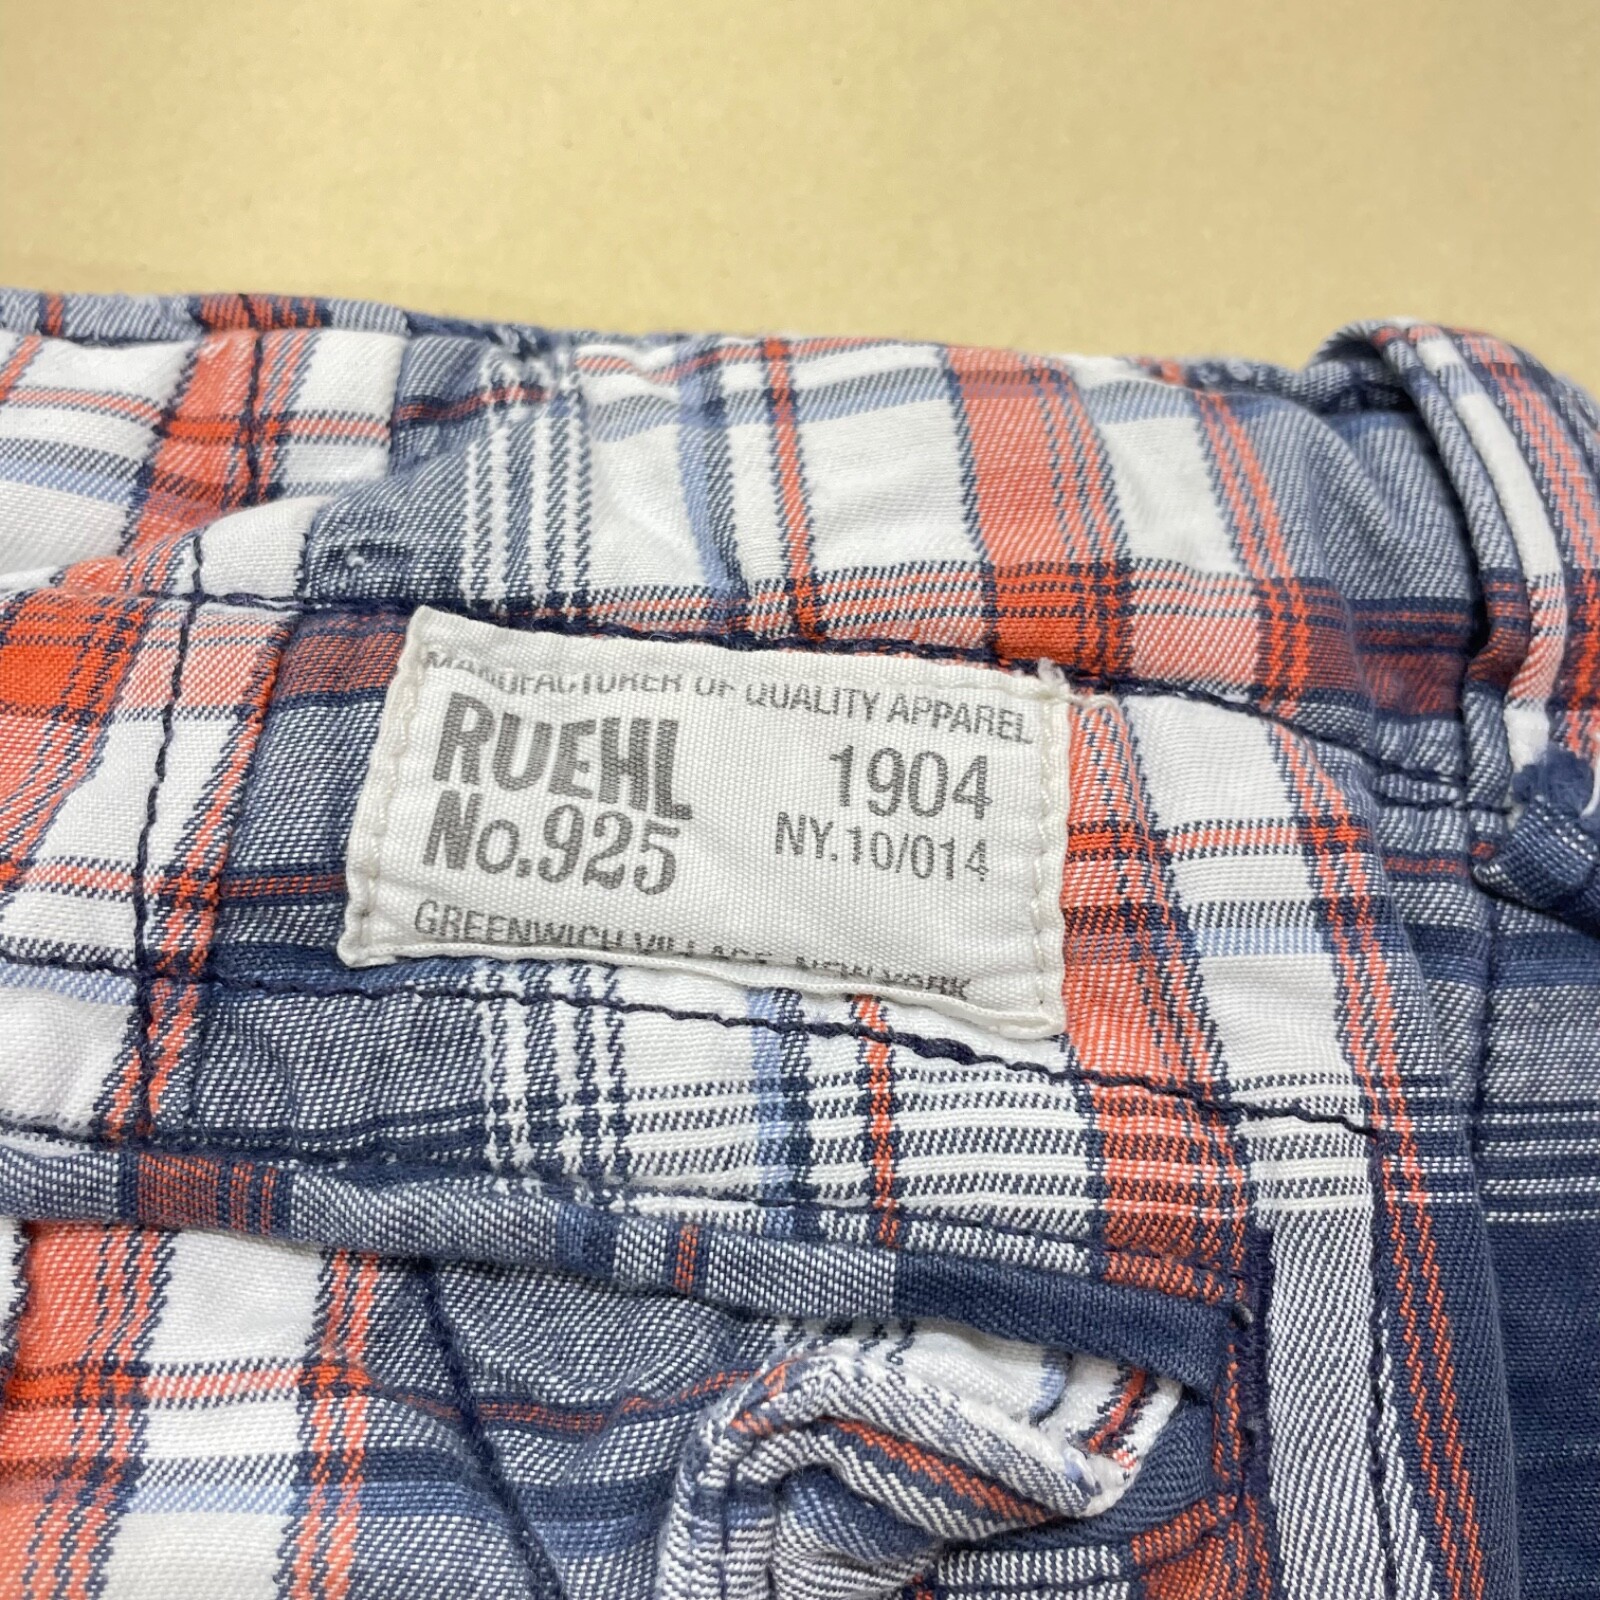 MANUFACTURER OF QUALITY APPAREL
RUEHL
No.925
1904
NY.10/014
GREENWICH VILLAGE, NEW YORK